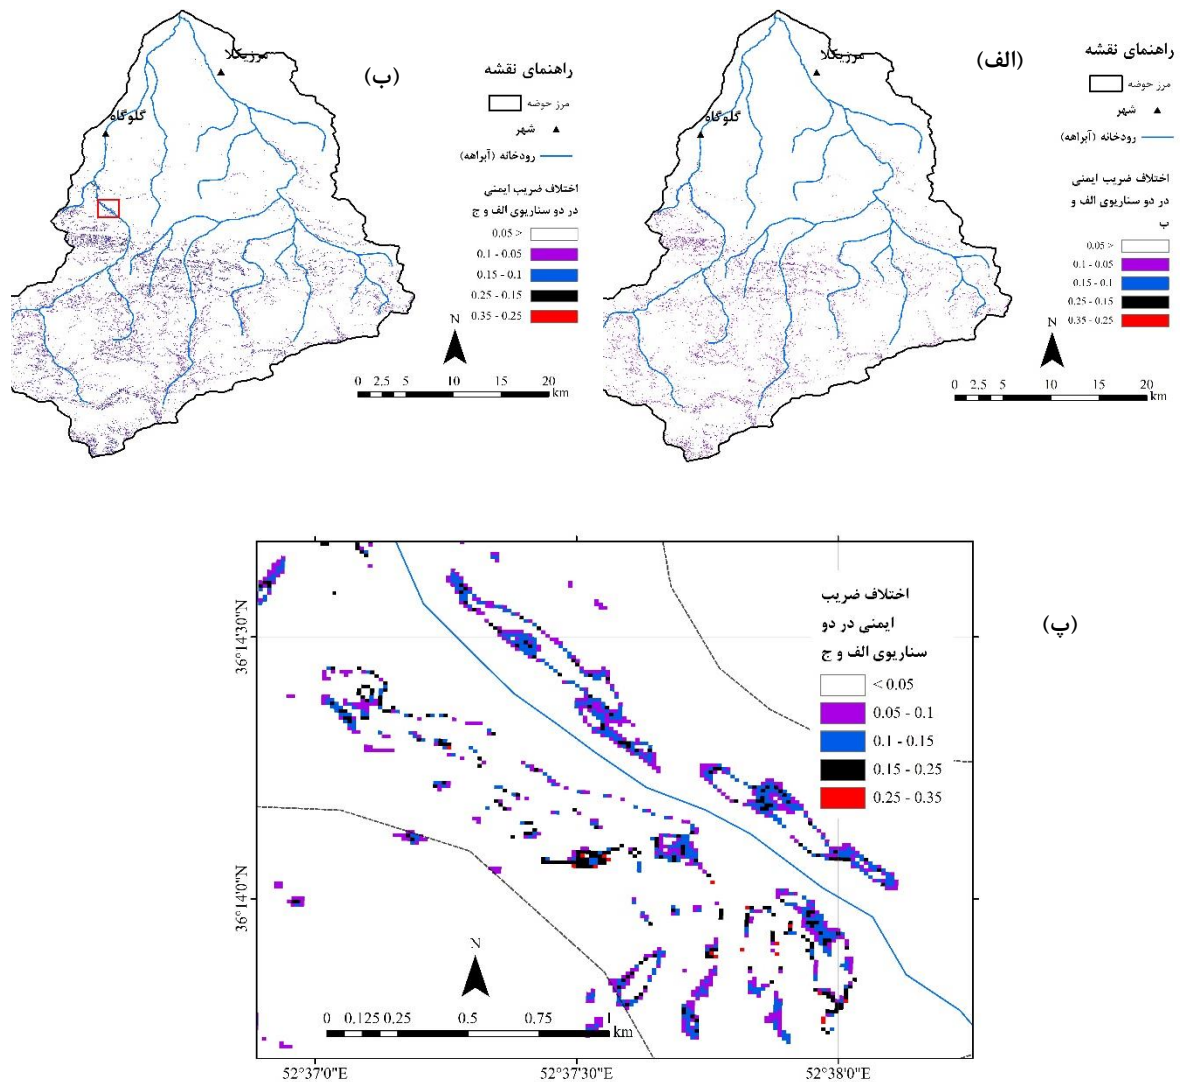 (الف)
مرزیکلا
گلوگاه
راهنمای نقشه
مرز حوضه
شهر
رودخانه (آبراهه)
اختلاف ضریب ایمنی
در دو سناریوی الف و
ب
0.05 >
0.1 - 0.05
0.15 - 0.1
0.25 - 0.15
0.35 - 0.25
N
0 2.5 5 10 15 20
km
(ب)
مرزیکلا
گلوگاه
راهنمای نقشه
مرز حوضه
شهر
رودخانه (آبراهه)
اختلاف ضریب ایمنی
در دو سناریوی الف و ج
0.05 >
0.1 - 0.05
0.15 - 0.1
0.25 - 0.15
0.35 - 0.25
N
0 2.5 5 10 15 20
km
(پ)
اختلاف ضریب
ایمنی در دو
سناریوی الف و ج
< 0.05
0.05 - 0.1
0.1 - 0.15
0.15 - 0.25
0.25 - 0.35
36°14'30"N
36°14'0"N
N
0 0.125 0.25 0.5 0.75 1
km
52°37'0"E 52°37'30"E 52°38'0"E